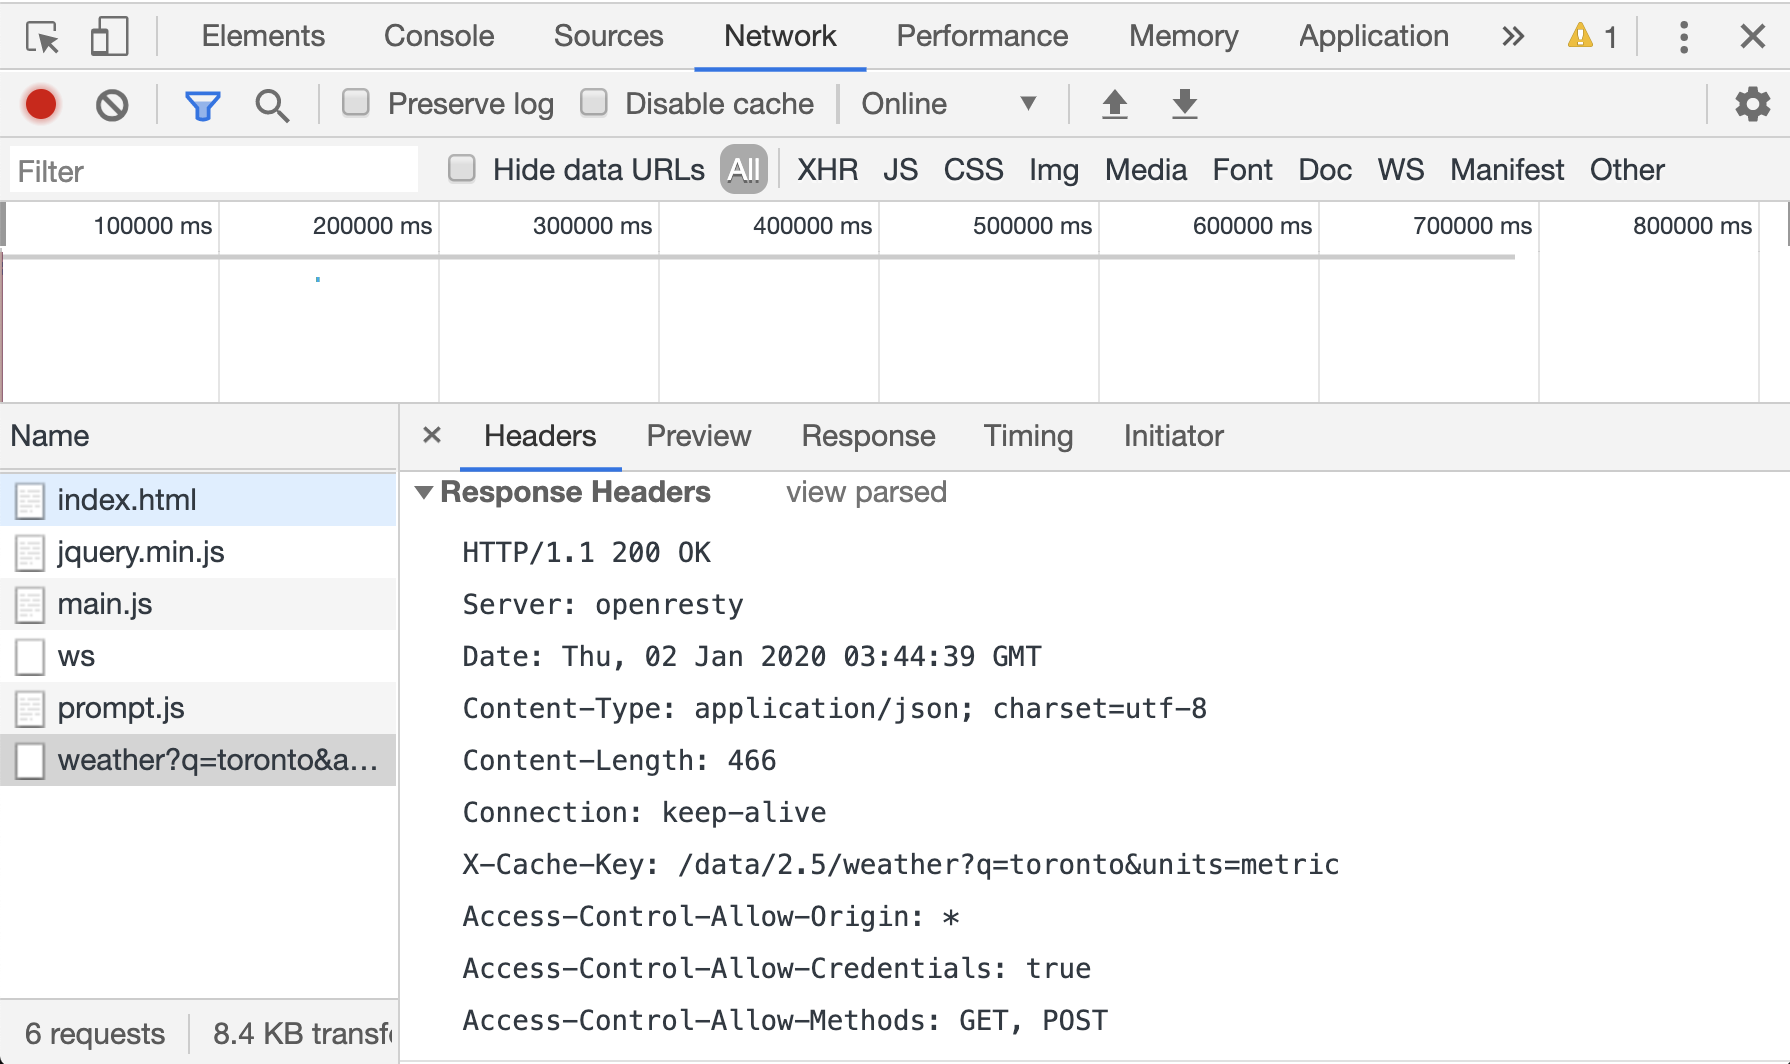 Elements Console Sources Network Performance Memory Application » 1
Preserve log Disable cache Online
Filter Hide data URLs All XHR JS CSS Img Media Font Doc WS Manifest Other
100000 ms 200000 ms 300000 ms 400000 ms 500000 ms 600000 ms 700000 ms 800000 ms
Name
index.html
jquery.min.js
main.js
ws
prompt.js
weather?q=toronto&a...
6 requests 8.4 KB transf
× Headers Preview Response Timing Initiator
Response Headers view parsed
HTTP/1.1 200 OK
Server: openresty
Date: Thu, 02 Jan 2020 03:44:39 GMT
Content-Type: application/json; charset=utf-8
Content-Length: 466
Connection: keep-alive
X-Cache-Key: /data/2.5/weather?q=toronto&units=metric
Access-Control-Allow-Origin: *
Access-Control-Allow-Credentials: true
Access-Control-Allow-Methods: GET, POST